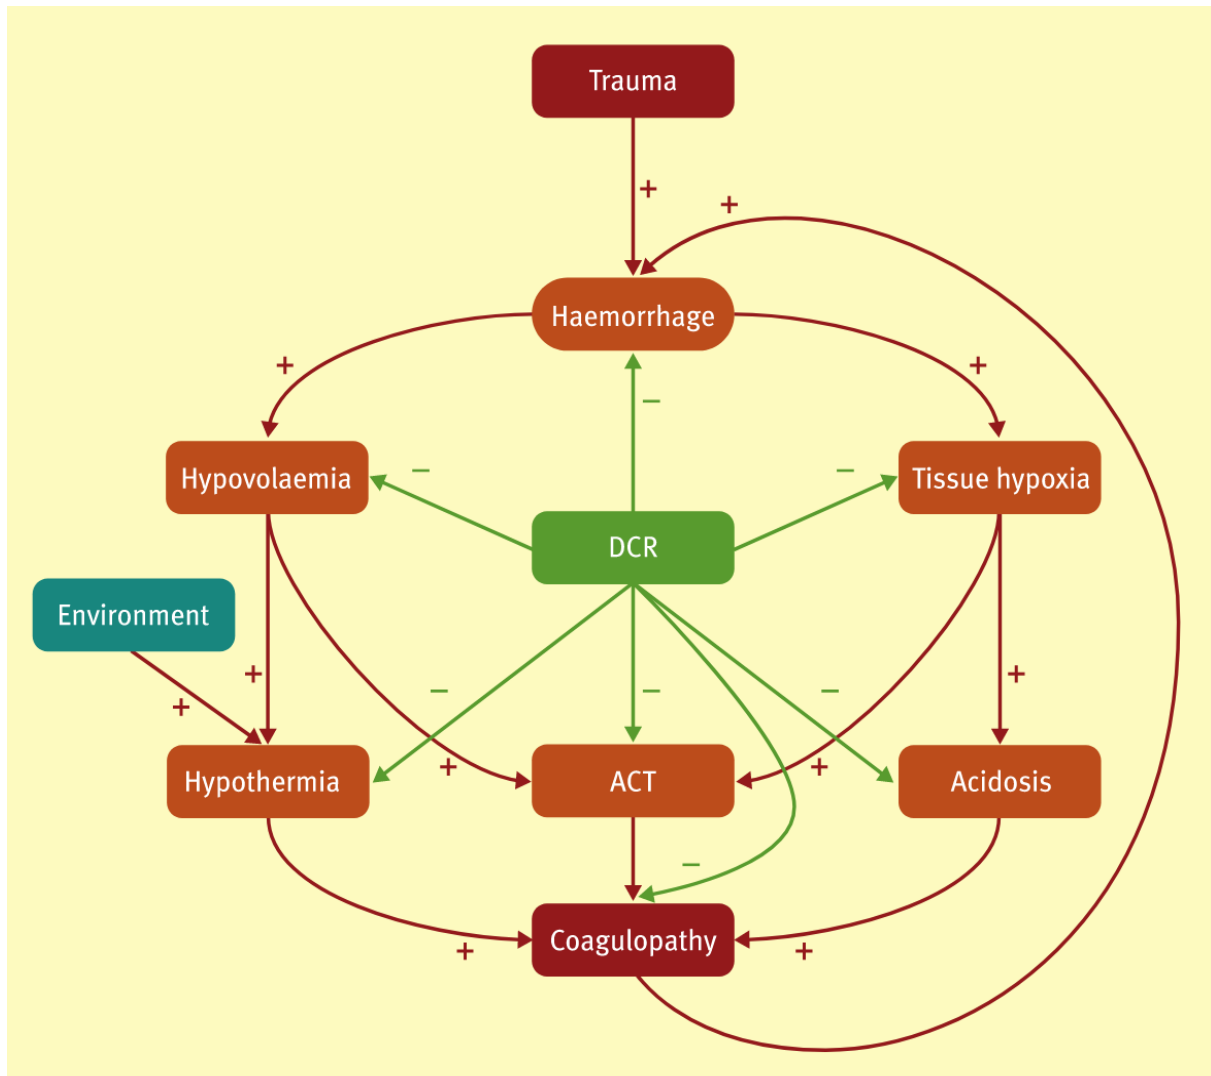 Trauma
+
+
Haemorrhage
+
+
–
Hypovolaemia
–
–
Tissue hypoxia
DCR
Environment
+
+
+
–
–
–
Hypothermia
+
ACT
+
Acidosis
–
Coagulopathy
+
+